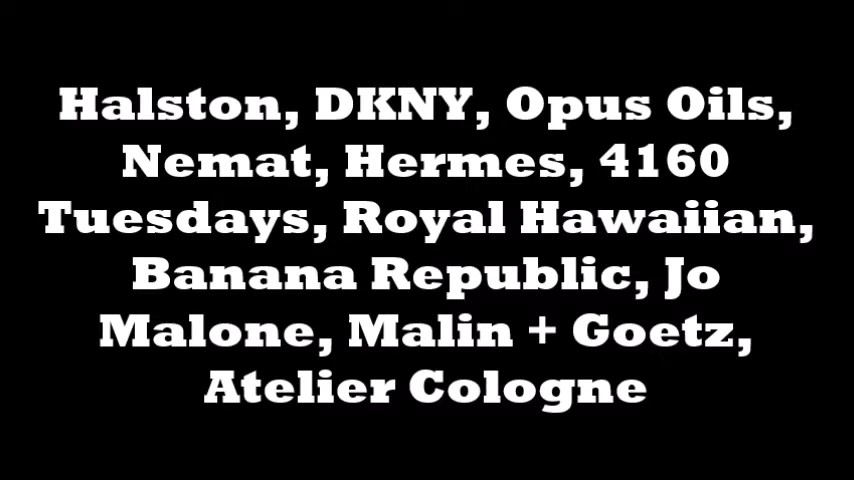 Halston, DKNY, Opus Oils,
Nemat, Hermes, 4160
Tuesdays, Royal Hawaiian,
Banana Republic, Jo
Malone, Malin + Goetz,
Atelier Cologne